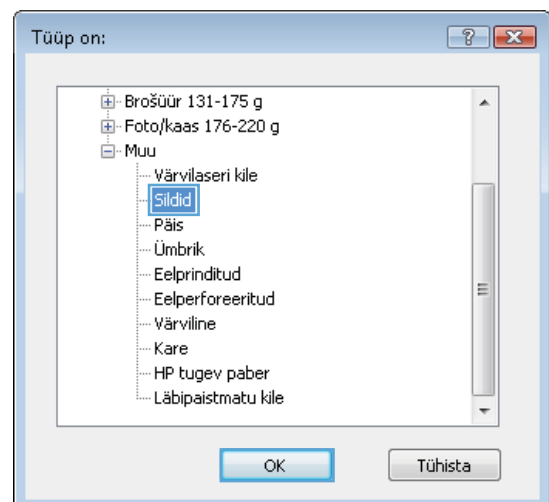 Tüüp on:
Brošüür 131-175 g
Foto/kaas 176-220 g
Muu
Värvilaseri kile
Sildid
Päis
Ümbrik
Eelprinditud
Eelperforeeritud
Värviline
Kare
HP tugev paber
Läbipaistmatu kile
OK
Tühista